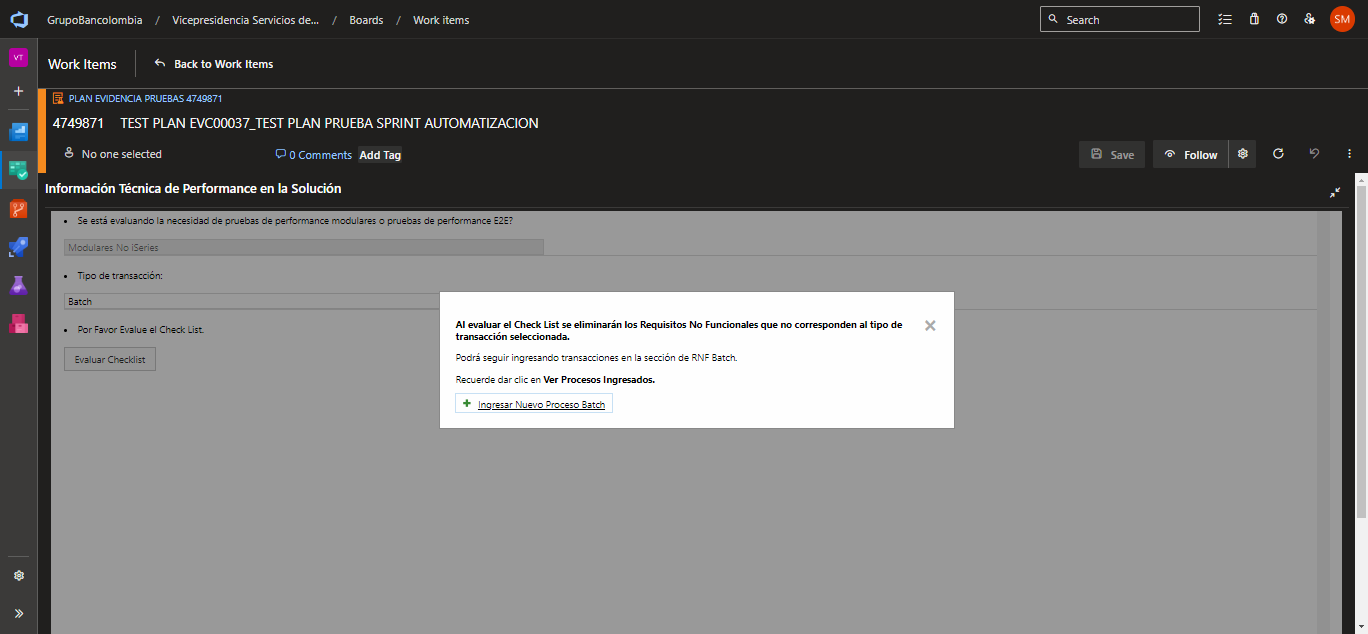 GrupoBancolombia / Vicepresidencia Servicios de... / Boards / Work items
Search
SM
VT
Work Items
Back to Work Items
PLAN EVIDENCIA PRUEBAS 4749871
4749871 TEST PLAN EVC00037_TEST PLAN PRUEBA SPRINT AUTOMATIZACION
No one selected
0 Comments
Add Tag
Save
Follow
Información Técnica de Performance en la Solución
• Se está evaluando la necesidad de pruebas de performance modulares o pruebas de performance E2E?
Modulares No iSeries
• Tipo de transacción:
Batch
• Por Favor Evalue el Check List.
Evaluar Checklist
Al evaluar el Check List se eliminarán los Requisitos No Funcionales que no corresponden al tipo de
transacción seleccionada.
Podrá seguir ingresando transacciones en la sección de RNF Batch.
Recuerde dar clic en Ver Procesos Ingresados.
Ingresar Nuevo Proceso Batch